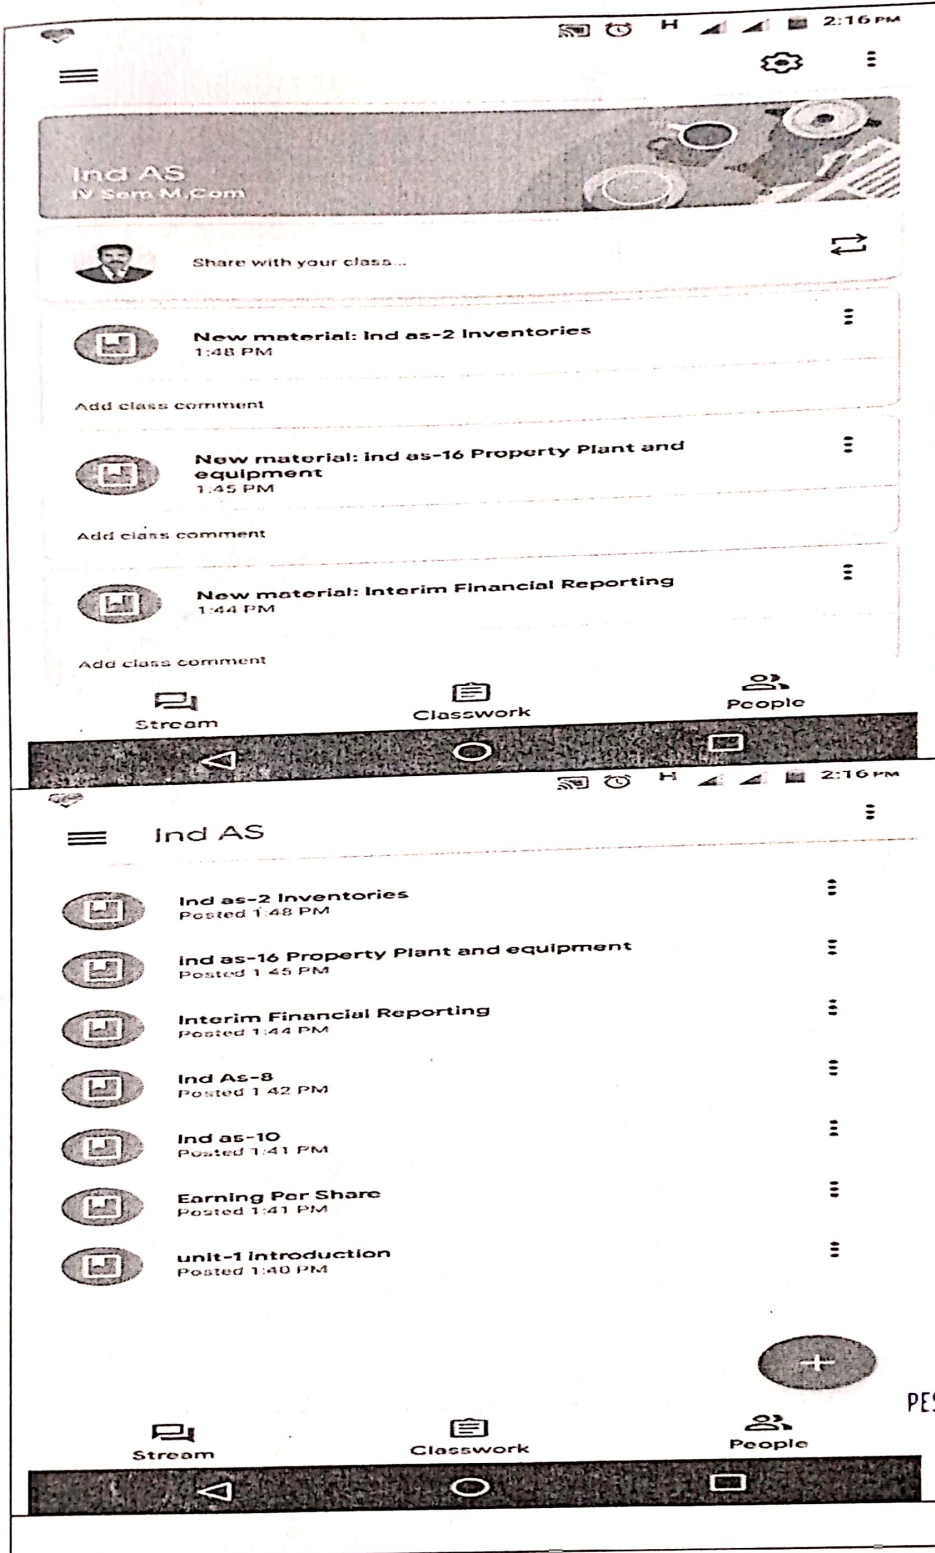 H 2:16 PM
Ind AS
IV Sem M.Com
Share with your class...
New material: Ind as-2 Inventories
1:48 PM
Add class comment
New material: ind as-16 Property Plant and
equipment
1:45 PM
Add class comment
New material: Interim Financial Reporting
1:44 PM
Add class comment
Stream Classwork People
H 2:16 PM
Ind AS
Ind as-2 Inventories
Posted 1:48 PM
ind as-16 Property Plant and equipment
Posted 1:45 PM
Interim Financial Reporting
Posted 1:44 PM
Ind As-8
Posted 1:42 PM
Ind as-10
Posted 1:41 PM
Earning Per Share
Posted 1:41 PM
unit-1 introduction
Posted 1:40 PM
PES
Stream Classwork People